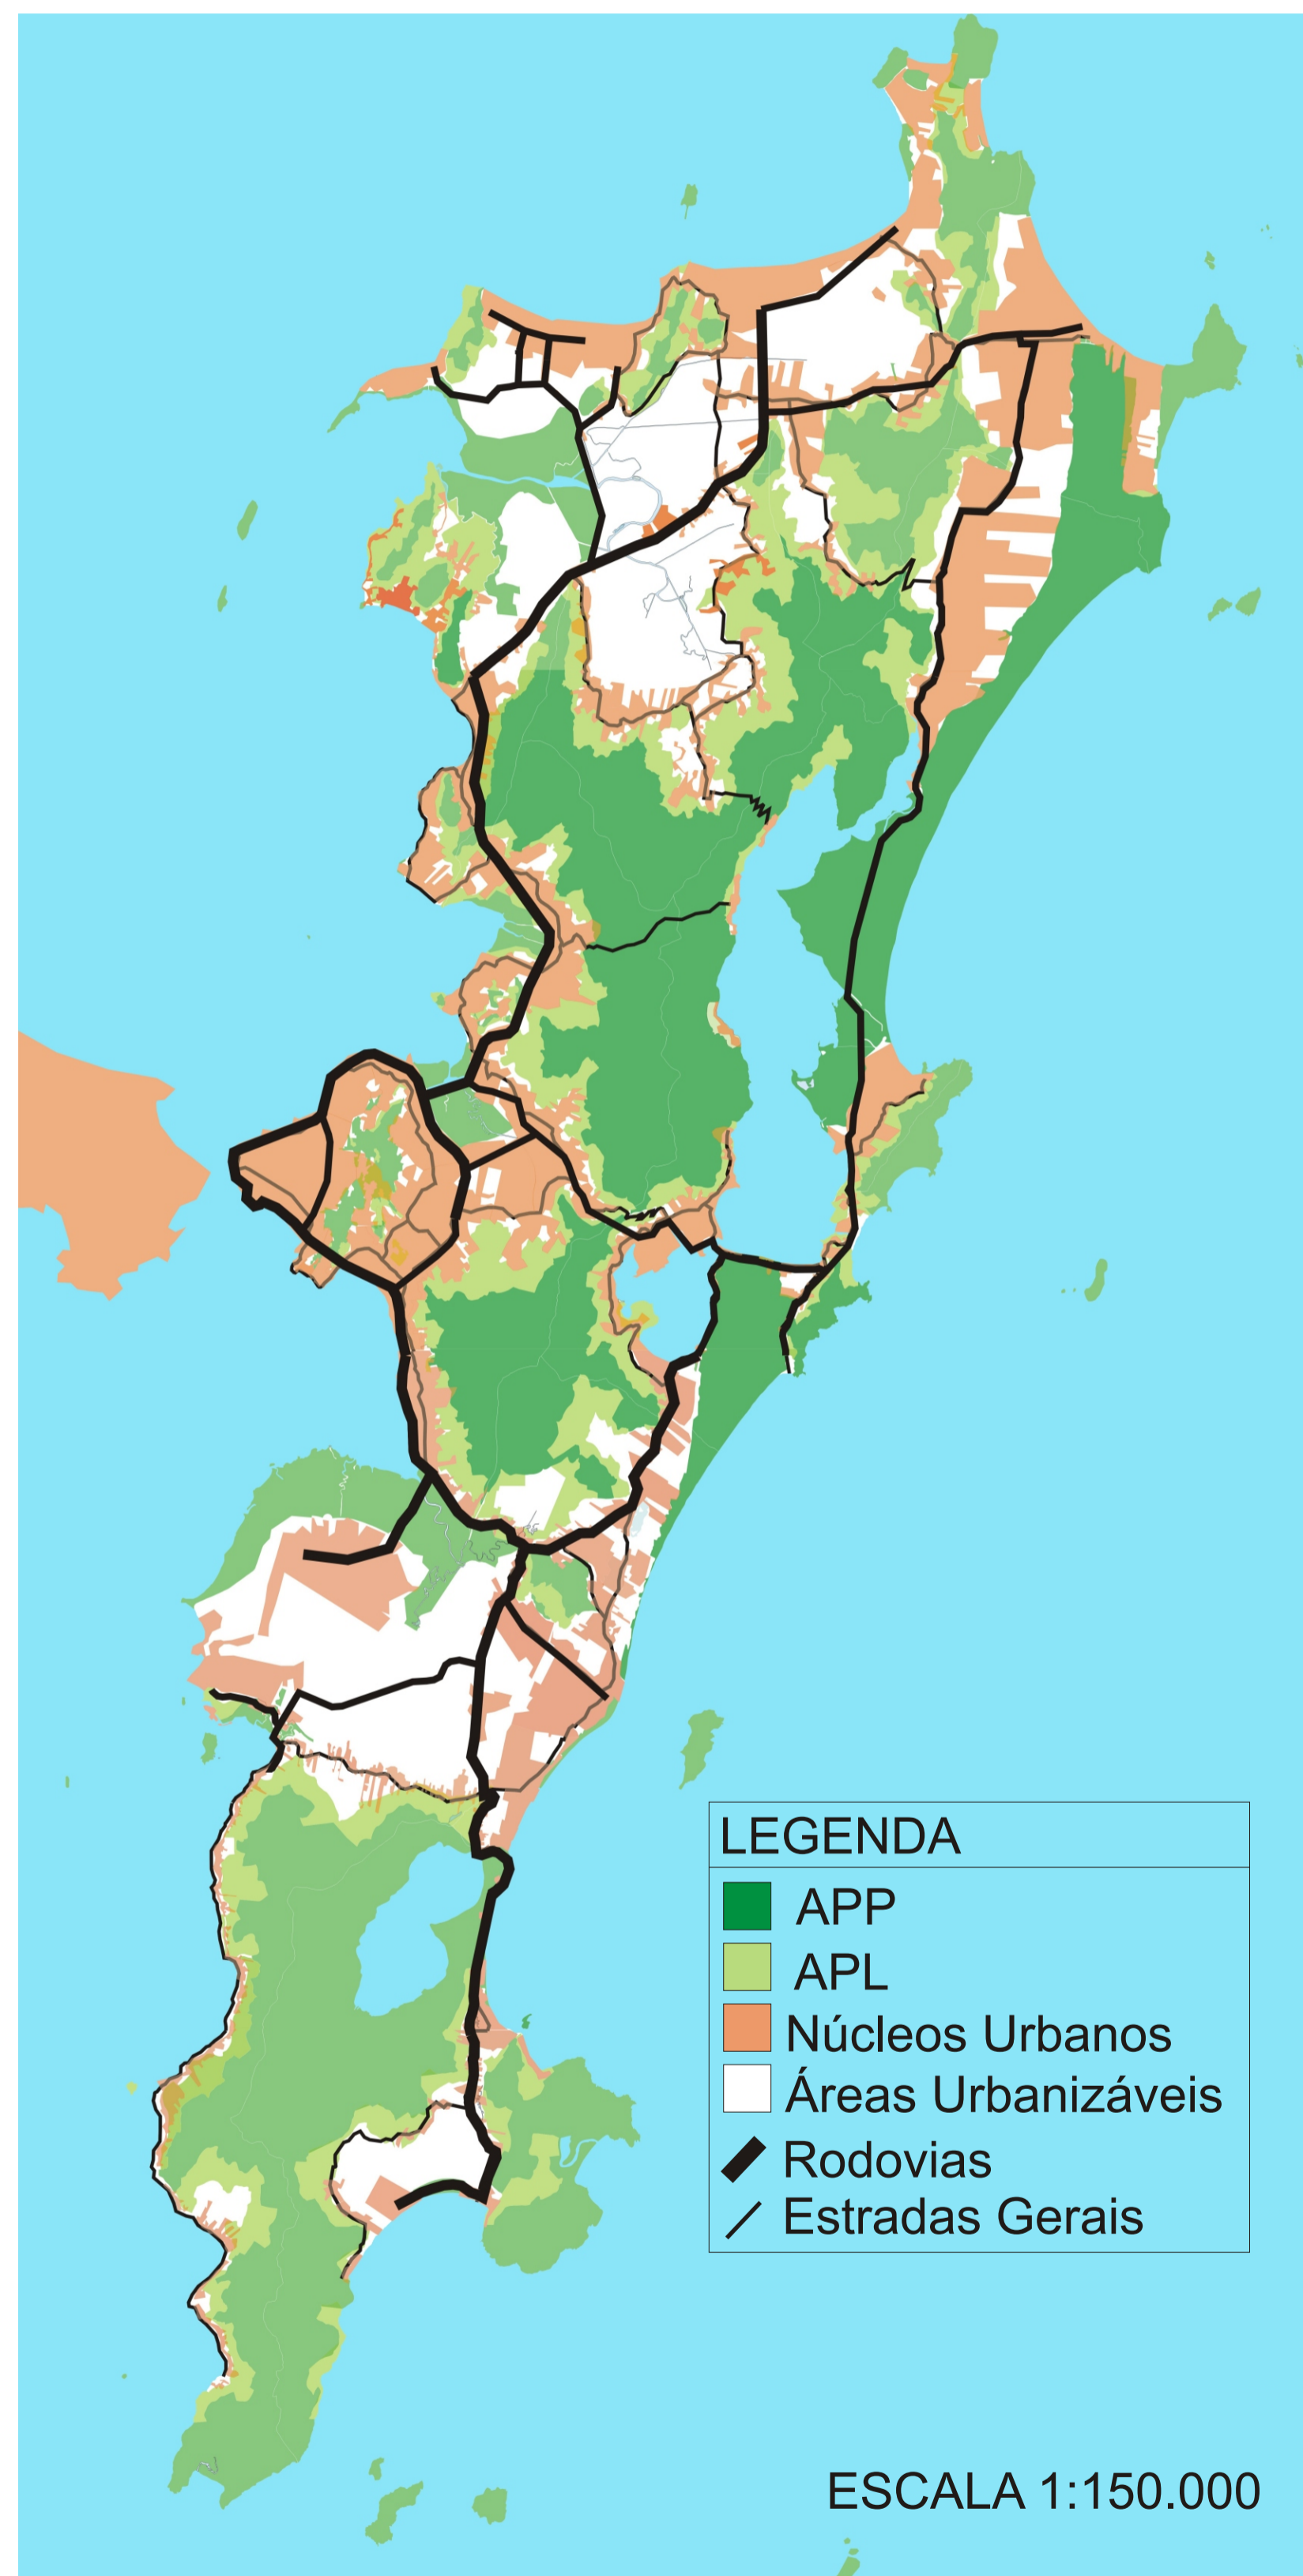 LEGENDA
APP
APL
Núcleos Urbanos
Áreas Urbanizáveis
Rodovias
Estradas Gerais
ESCALA 1:150.000